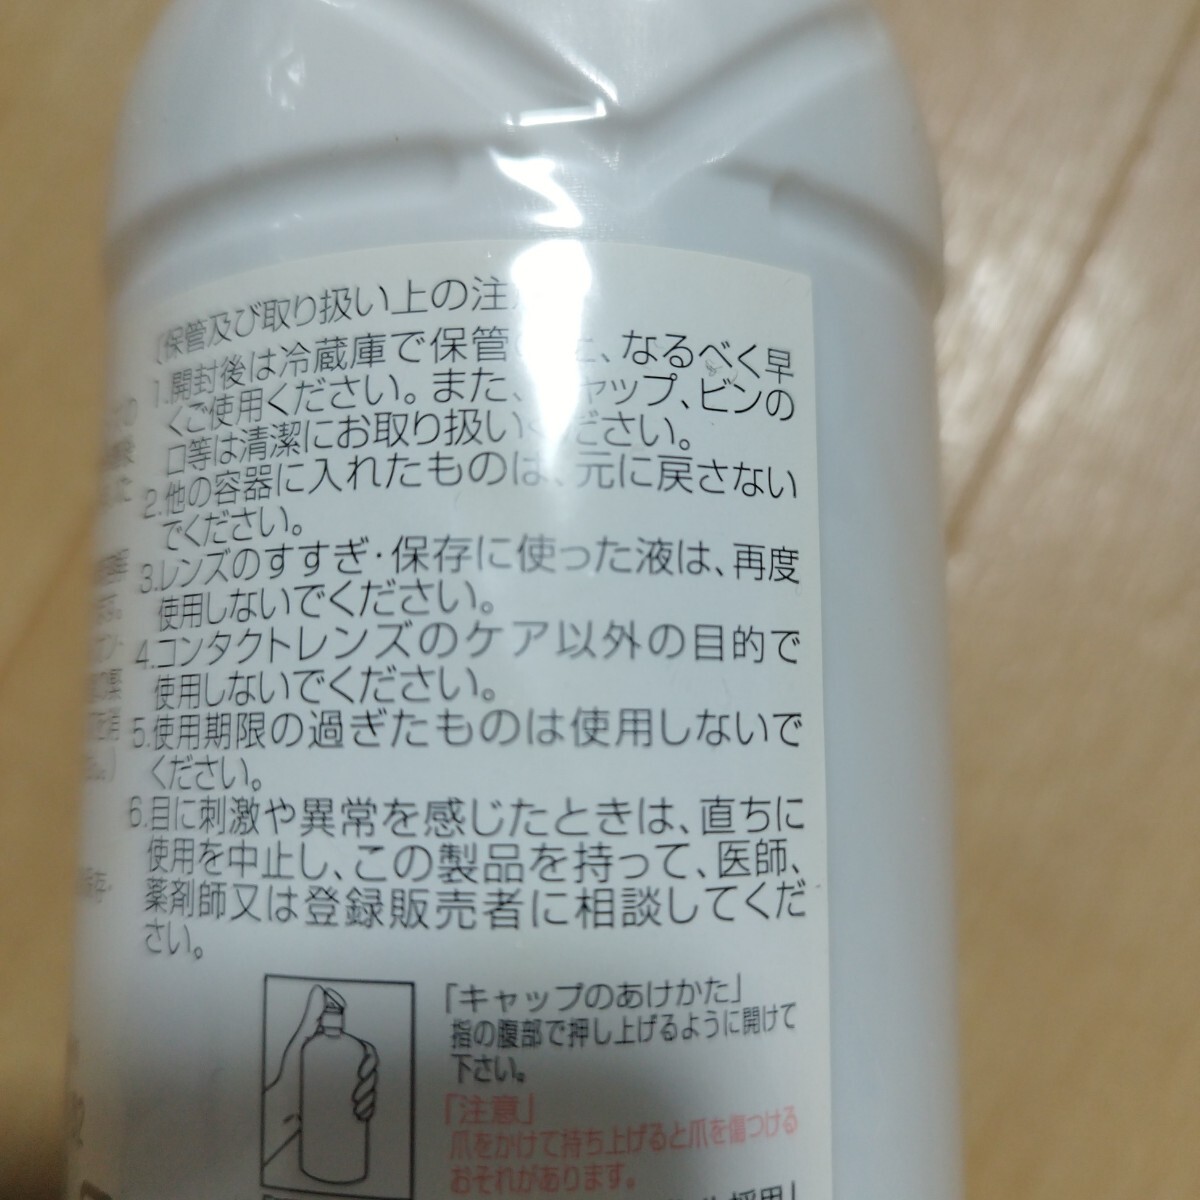 〔保管及び取り扱い上の注
1.開封後は冷蔵庫で保管 、なるべく早
くご使用ください。また、キャップ、ビンの
口等は清潔にお取り扱いください。
2.他の容器に入れたものは、元に戻さない
でください。
3.レンズのすすぎ・保存に使った液は、再度
使用しないでください。
4.コンタクトレンズのケア以外の目的で
使用しないでください。
5.使用期限の過ぎたものは使用しないで
ください。
6.目に刺激や異常を感じたときは、直ちに
使用を中止し、この製品を持って、医師、
薬剤師又は登録販売者に相談してくだ
さい。
「キャップのあけかた」
指の腹部で押し上げるように開けて
下さい。
「注意」
爪をかけて持ち上げると爪を傷つける
おそれがあります。
採用」